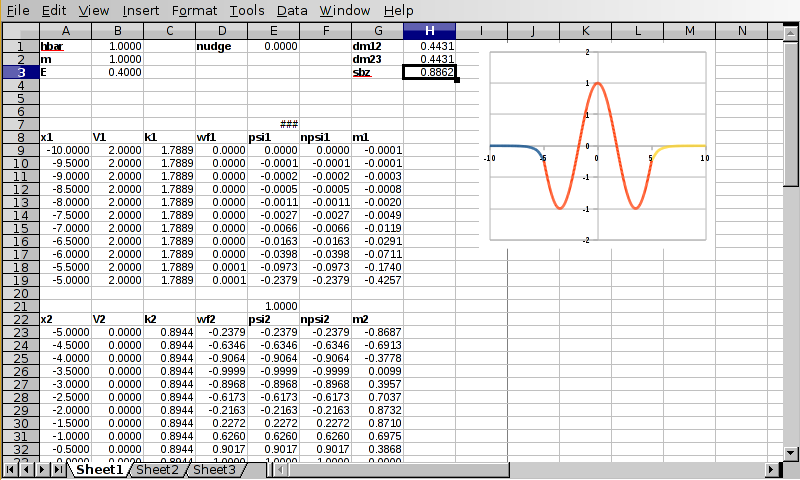 File Edit View Insert Format Tools Data Window Help
A B C D E F G H I J K L M N
1 hbar 1.0000 nudge 0.0000 dm12 0.4431
2 m 1.0000 dm23 0.4431
3 E 0.4000 sbz 0.8862
4
5
6
7 ###
8 x1 V1 k1 wf1 psi1 npsi1 m1
9 -10.0000 2.0000 1.7889 0.0000 0.0000 0.0000 -0.0001
10 -9.5000 2.0000 1.7889 0.0000 -0.0001 -0.0001 -0.0001
11 -9.0000 2.0000 1.7889 0.0000 -0.0002 -0.0002 -0.0003
12 -8.5000 2.0000 1.7889 0.0000 -0.0005 -0.0005 -0.0008
13 -8.0000 2.0000 1.7889 0.0000 -0.0011 -0.0011 -0.0020
14 -7.5000 2.0000 1.7889 0.0000 -0.0027 -0.0027 -0.0049
15 -7.0000 2.0000 1.7889 0.0000 -0.0066 -0.0066 -0.0119
16 -6.5000 2.0000 1.7889 0.0000 -0.0163 -0.0163 -0.0291
17 -6.0000 2.0000 1.7889 0.0000 -0.0398 -0.0398 -0.0711
18 -5.5000 2.0000 1.7889 0.0001 -0.0973 -0.0973 -0.1740
19 -5.0000 2.0000 1.7889 0.0001 -0.2379 -0.2379 -0.4257
20
21 1.0000
22 x2 V2 k2 wf2 psi2 npsi2 m2
23 -5.0000 0.0000 0.8944 -0.2379 -0.2379 -0.2379 -0.8687
24 -4.5000 0.0000 0.8944 -0.6346 -0.6346 -0.6346 -0.6913
25 -4.0000 0.0000 0.8944 -0.9064 -0.9064 -0.9064 -0.3778
26 -3.5000 0.0000 0.8944 -0.9999 -0.9999 -0.9999 0.0099
27 -3.0000 0.0000 0.8944 -0.8968 -0.8968 -0.8968 0.3957
28 -2.5000 0.0000 0.8944 -0.6173 -0.6173 -0.6173 0.7037
29 -2.0000 0.0000 0.8944 -0.2163 -0.2163 -0.2163 0.8732
30 -1.5000 0.0000 0.8944 0.2272 0.2272 0.2272 0.8710
31 -1.0000 0.0000 0.8944 0.6260 0.6260 0.6260 0.6975
32 -0.5000 0.0000 0.8944 0.9017 0.9017 0.9017 0.3868
2
1
1
0
-10 -5 0 5 10
-1
-1
-2
Sheet1 Sheet2 Sheet3